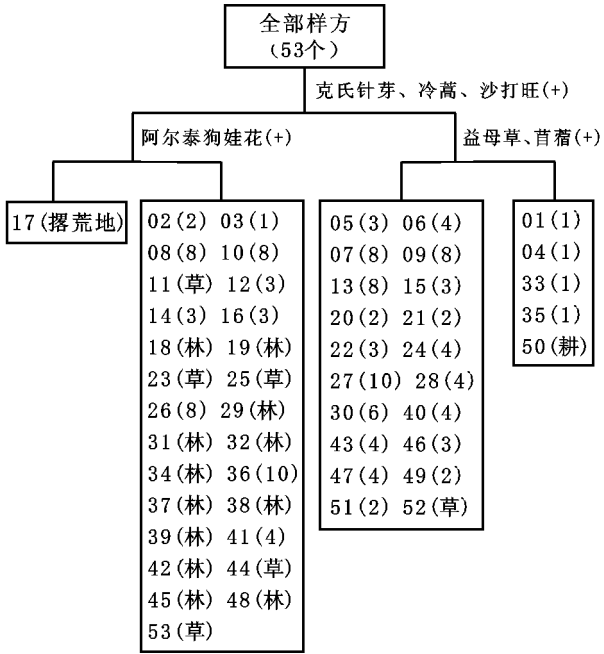 全部样方
（53个）
克氏针芽、冷蒿、沙打旺(+)
阿尔泰狗娃花(+)
益母草、苜蓿(+)
17(撂荒地)
02(2) 03(1)
08(8) 10(8)
11(草) 12(3)
14(3) 16(3)
18(林) 19(林)
23(草) 25(草)
26(8) 29(林)
31(林) 32(林)
34(林) 36(10)
37(林) 38(林)
39(林) 41(4)
42(林) 44(草)
45(林) 48(林)
53(草)
05(3) 06(4)
07(8) 09(8)
13(8) 15(3)
20(2) 21(2)
22(3) 24(4)
27(10) 28(4)
30(6) 40(4)
43(4) 46(3)
47(4) 49(2)
51(2) 52(草)
01(1)
04(1)
33(1)
35(1)
50(耕)